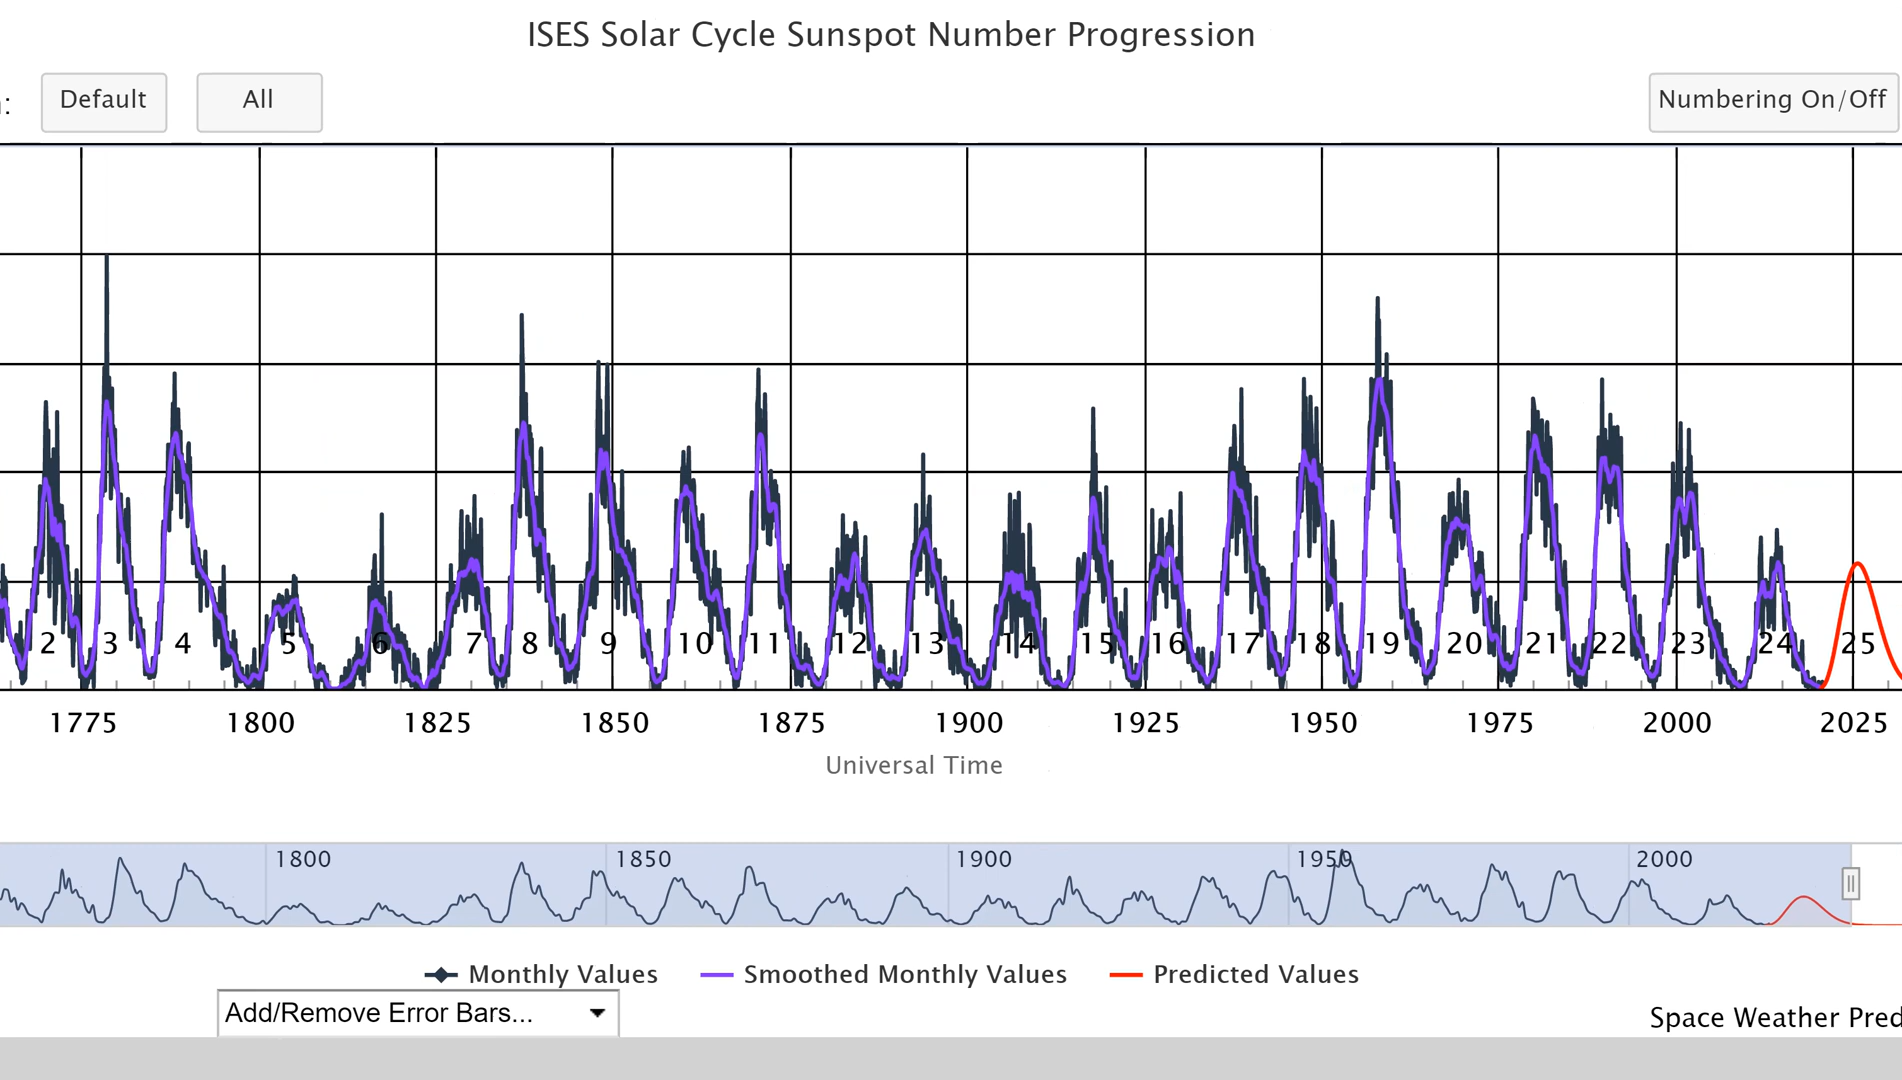 ISES Solar Cycle Sunspot Number Progression
: Default All Numbering On/Off
2 3 4 5 6 7 8 9 10 11 12 13 14 15 16 17 18 19 20 21 22 23 24 25
1775 1800 1825 1850 1875 1900 1925 1950 1975 2000 2025
Universal Time
1800 1850 1900 1950 2000
Monthly Values Smoothed Monthly Values Predicted Values
Add/Remove Error Bars...
Space Weather Pred